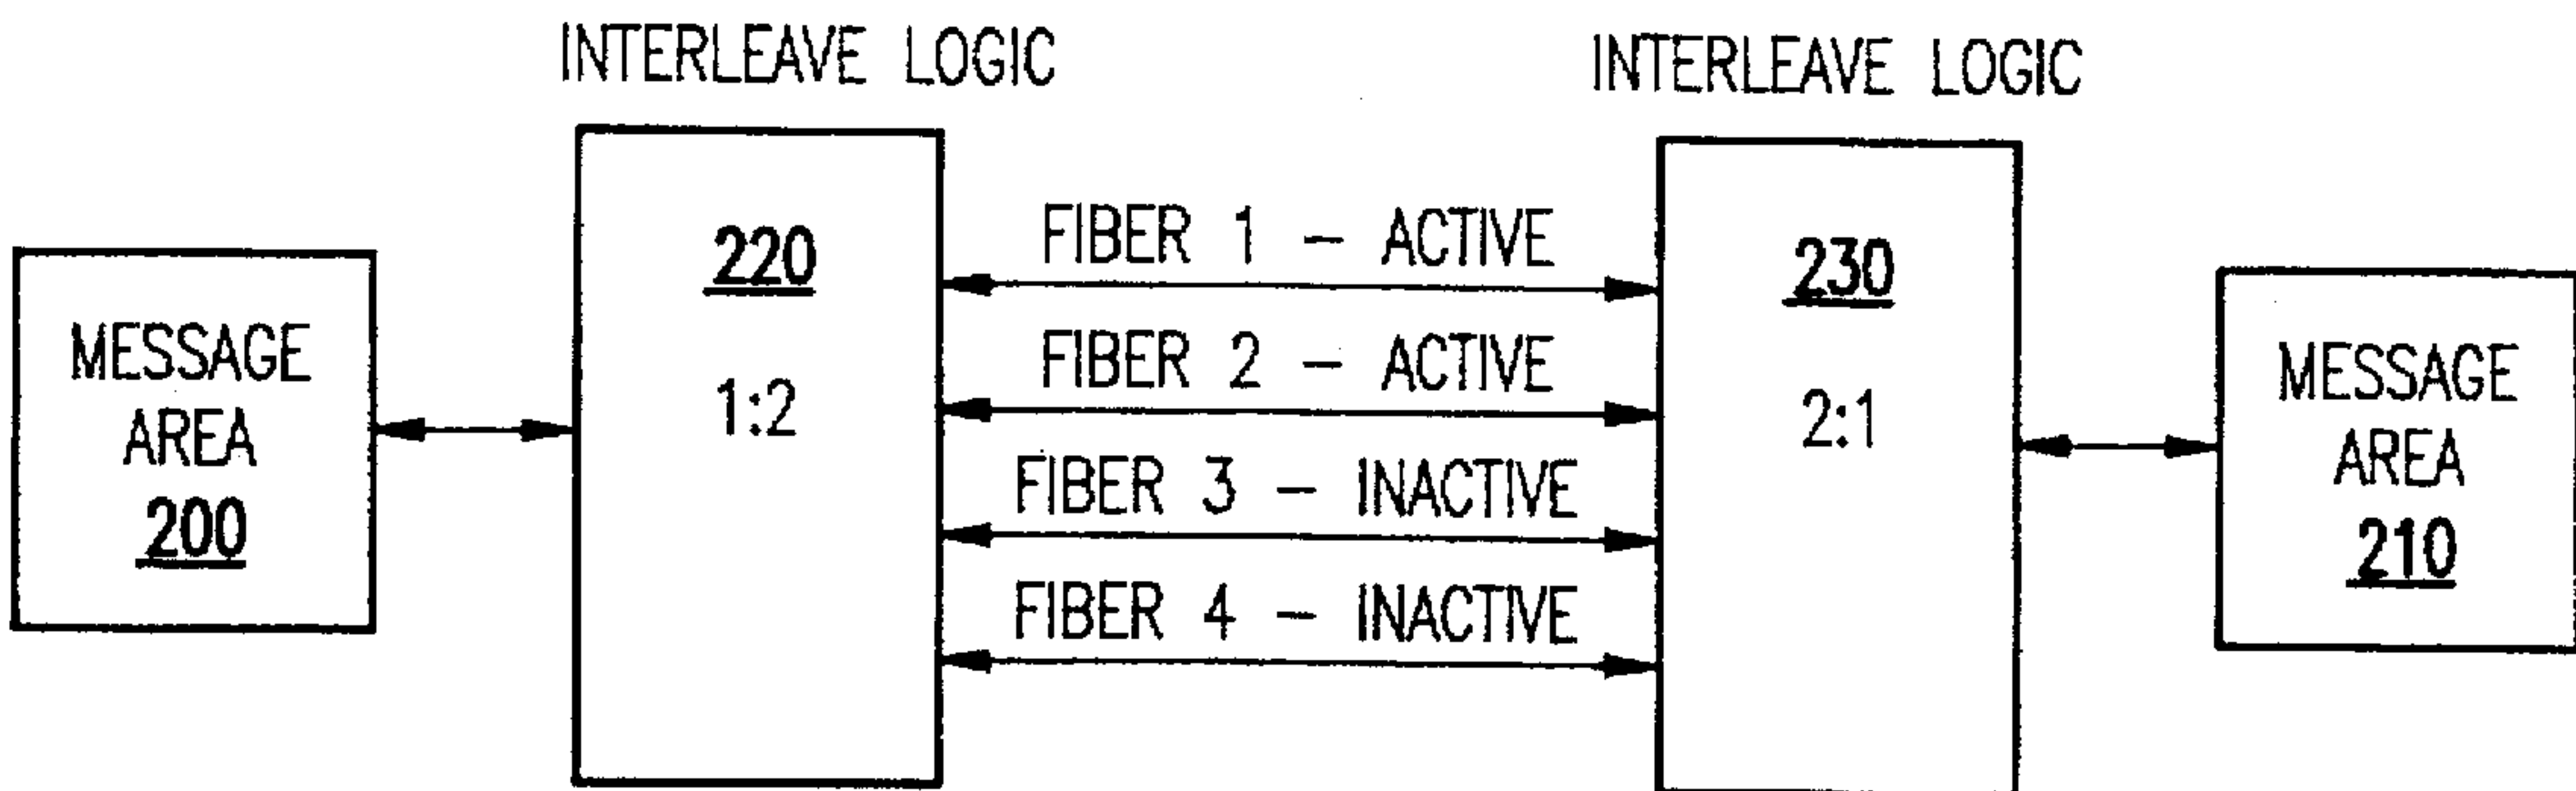 INTERLEAVE LOGIC
INTERLEAVE LOGIC
MESSAGE
AREA
200
220
1:2
FIBER 1 – ACTIVE
FIBER 2 – ACTIVE
FIBER 3 – INACTIVE
FIBER 4 – INACTIVE
230
2:1
MESSAGE
AREA
210